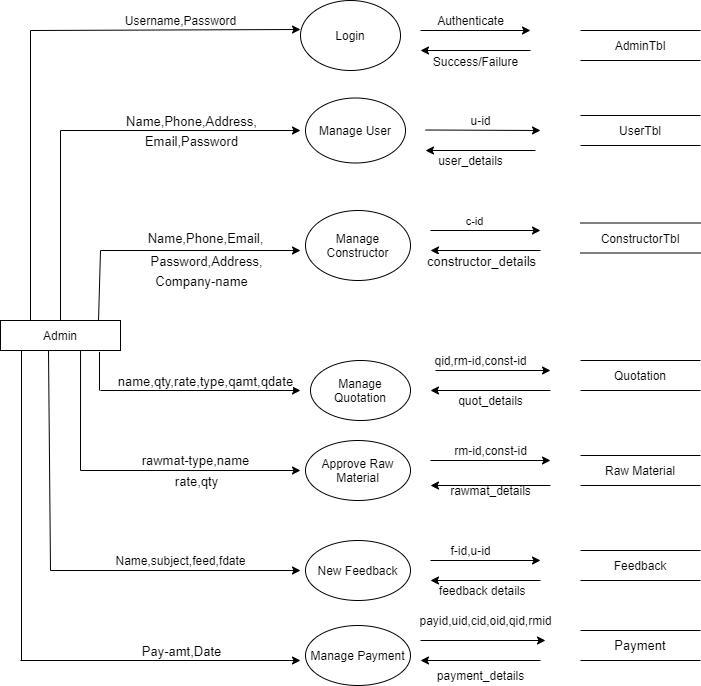 Username,Password
Login
Authenticate
Success/Failure
AdminTbl
Name,Phone,Address,
Email,Password
Manage User
u-id
user_details
UserTbl
Name,Phone,Email,
Password,Address,
Company-name
Manage
Constructor
c-id
constructor_details
ConstructorTbl
Admin
name,qty,rate,type,qamt,qdate
Manage
Quotation
qid,rm-id,const-id
quot_details
Quotation
rawmat-type,name
rate,qty
Approve Raw
Material
rm-id,const-id
rawmat_details
Raw Material
Name,subject,feed,fdate
New Feedback
f-id,u-id
feedback details
Feedback
Pay-amt,Date
Manage Payment
payid,uid,cid,oid,qid,rmid
payment_details
Payment